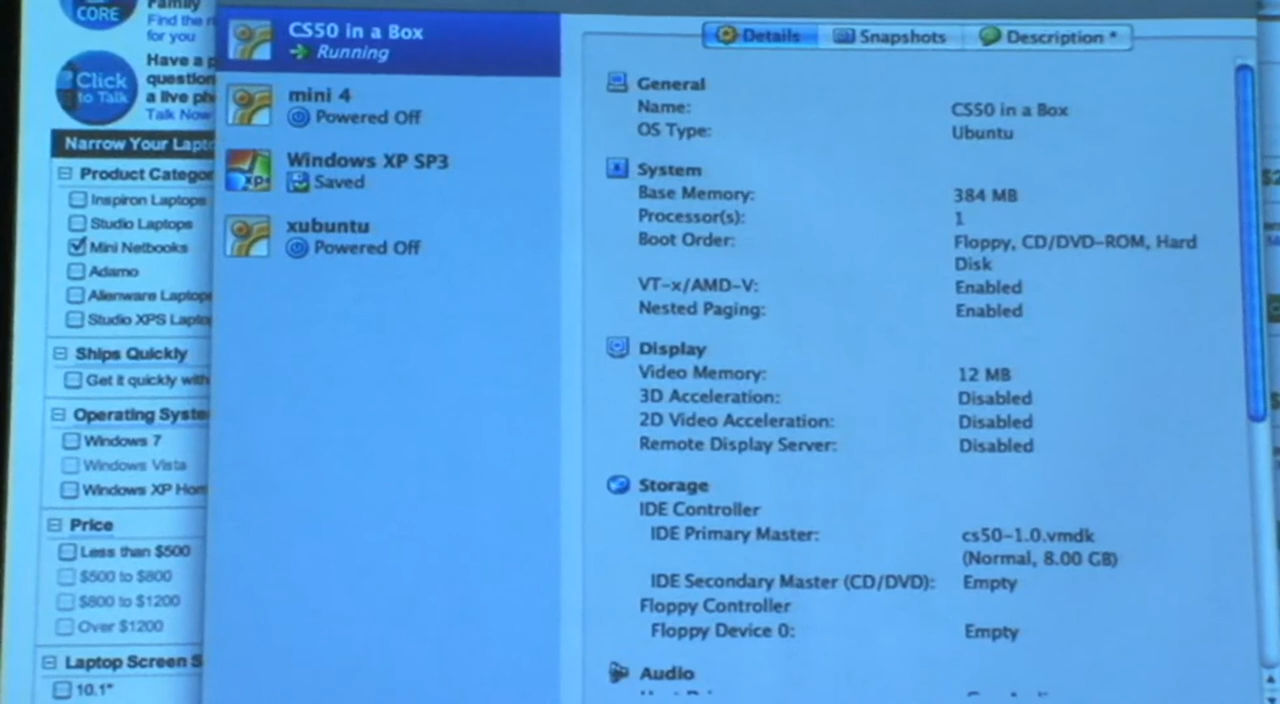 CORE
Family
Find the
for you
Click
to Talk
Have a
question
a live
Talk Now
Narrow Your
Product
Inspiron Laptops
Studio Laptops
Mini Netbooks
Adamo
Alienware Laptops
Studio XPS
Ships Quickly
Get it quickly with
Operating
Windows 7
Windows Vista
Windows XP
Price
Less than $500
$500 to $800
$800 to $1200
Over $1200
Laptop Screen S
10.1"
CS50 in a Box
Running
mini 4
Powered Off
Windows XP SP3
xp
Saved
xubuntu
Powered Off
Details Snapshots Description *
General
Name: CS50 in a Box
OS Type: Ubuntu
System
Base Memory: 384 MB
Processor(s): 1
Boot Order: Floppy, CD/DVD-ROM, Hard
Disk
VT-x/AMD-V: Enabled
Nested Paging: Enabled
Display
Video Memory: 12 MB
3D Acceleration: Disabled
2D Video Acceleration: Disabled
Remote Display Server: Disabled
Storage
IDE Controller
IDE Primary Master: cs50-1.0.vmdk
(Normal, 8.00 GB)
IDE Secondary Master (CD/DVD): Empty
Floppy Controller
Floppy Device 0: Empty
Audio